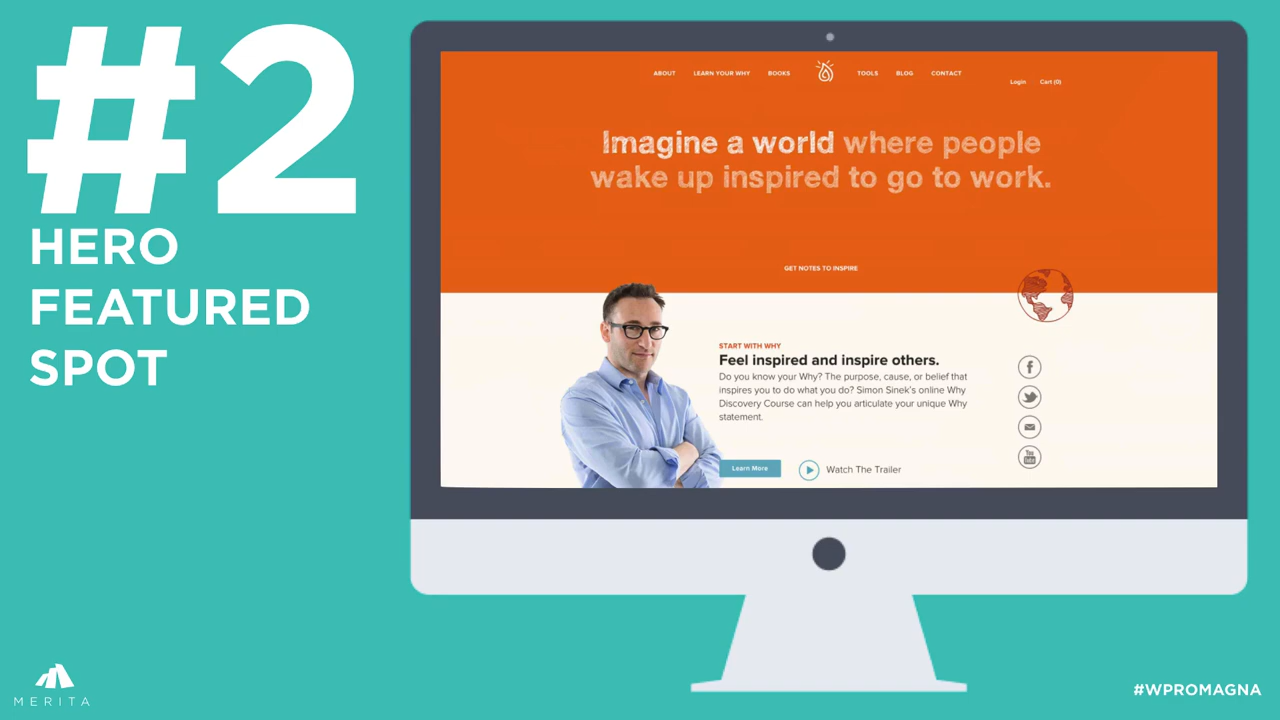 #2
HERO
FEATURED
SPOT
ABOUT LEARN YOUR WHY BOOKS TOOLS BLOG CONTACT
Login Cart (0)
Imagine a world where people
wake up inspired to go to work.
GET NOTES TO INSPIRE
START WITH WHY
Feel inspired and inspire others.
Do you know your Why? The purpose, cause, or belief that
inspires you to do what you do? Simon Sinek's online Why
Discovery Course can help you articulate your unique Why
statement.
Learn More
Watch The Trailer
f
You
Tube
MERITA
#WPROMAGNA